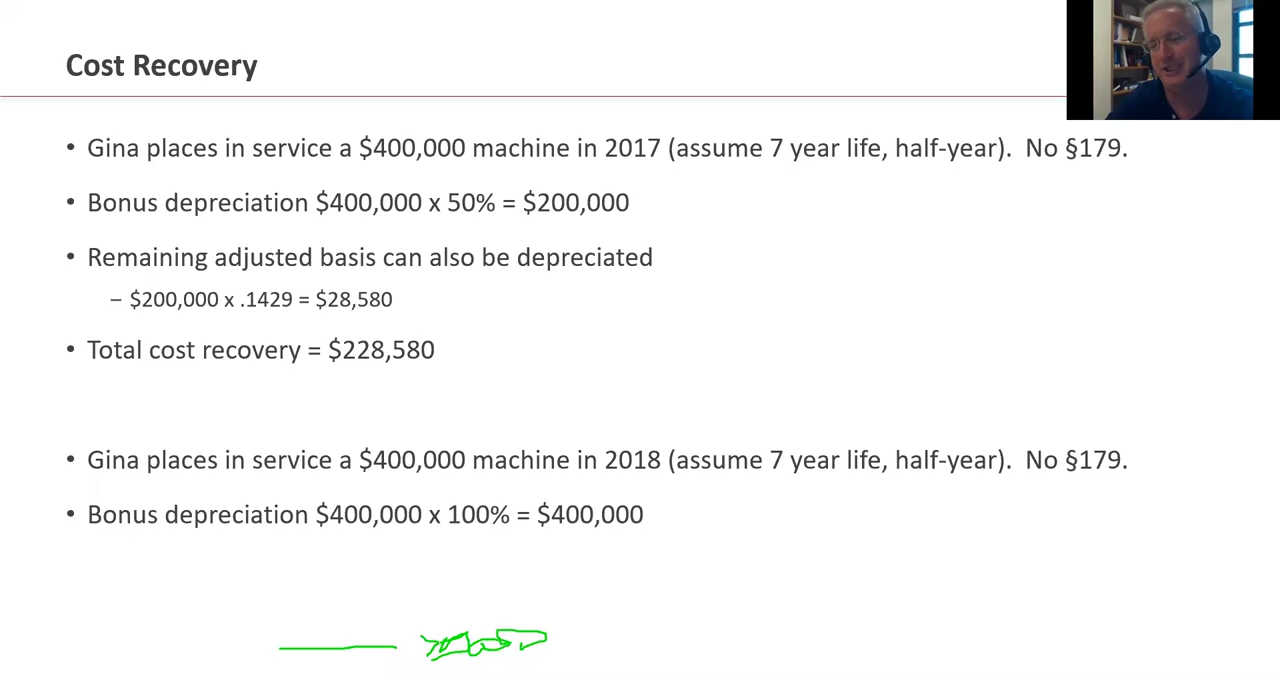 Cost Recovery
• Gina places in service a $400,000 machine in 2017 (assume 7 year life, half-year).  No §179.
• Bonus depreciation $400,000 x 50% = $200,000
• Remaining adjusted basis can also be depreciated
– $200,000 x .1429 = $28,580
• Total cost recovery = $228,580
• Gina places in service a $400,000 machine in 2018 (assume 7 year life, half-year).  No §179.
• Bonus depreciation $400,000 x 100% = $400,000